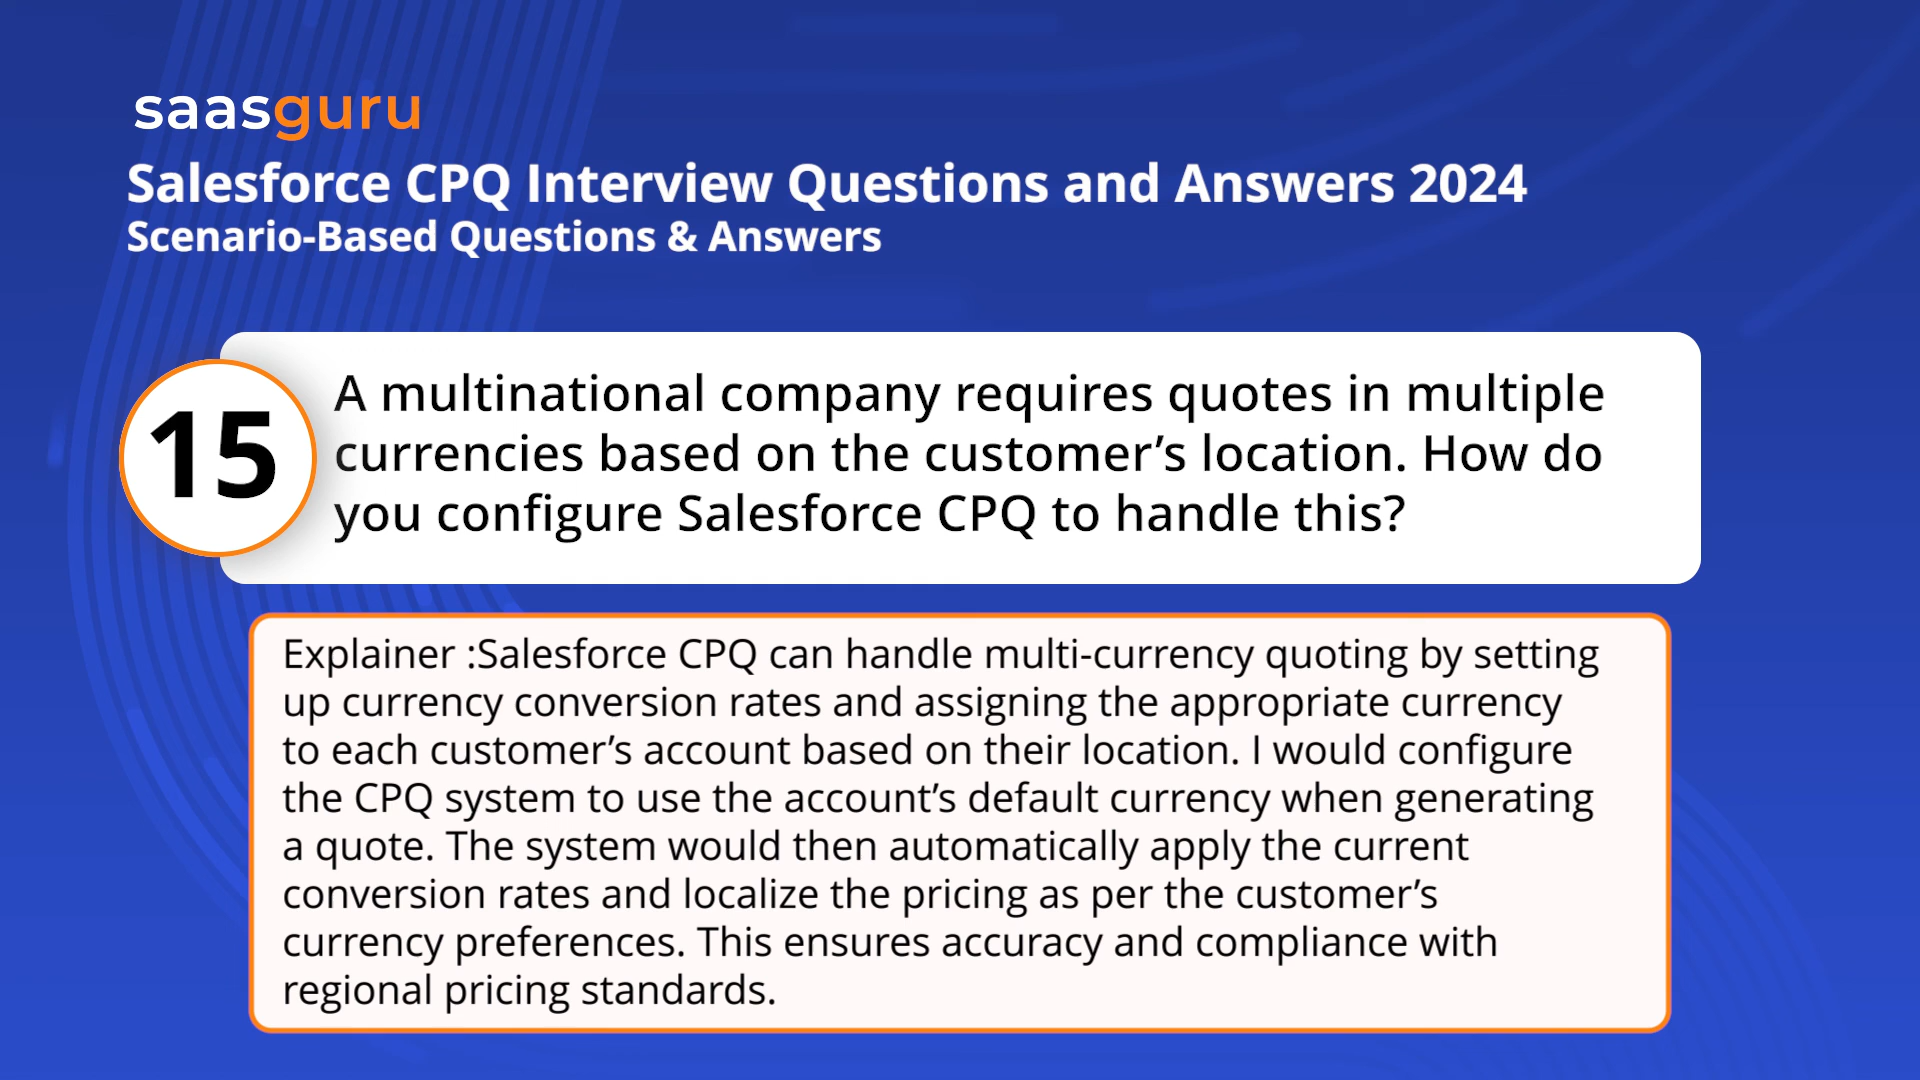 saasguru
Salesforce CPQ Interview Questions and Answers 2024
Scenario-Based Questions & Answers
15
A multinational company requires quotes in multiple
currencies based on the customer’s location. How do
you configure Salesforce CPQ to handle this?
Explainer :Salesforce CPQ can handle multi-currency quoting by setting
up currency conversion rates and assigning the appropriate currency
to each customer’s account based on their location. I would configure
the CPQ system to use the account’s default currency when generating
a quote. The system would then automatically apply the current
conversion rates and localize the pricing as per the customer’s
currency preferences. This ensures accuracy and compliance with
regional pricing standards.